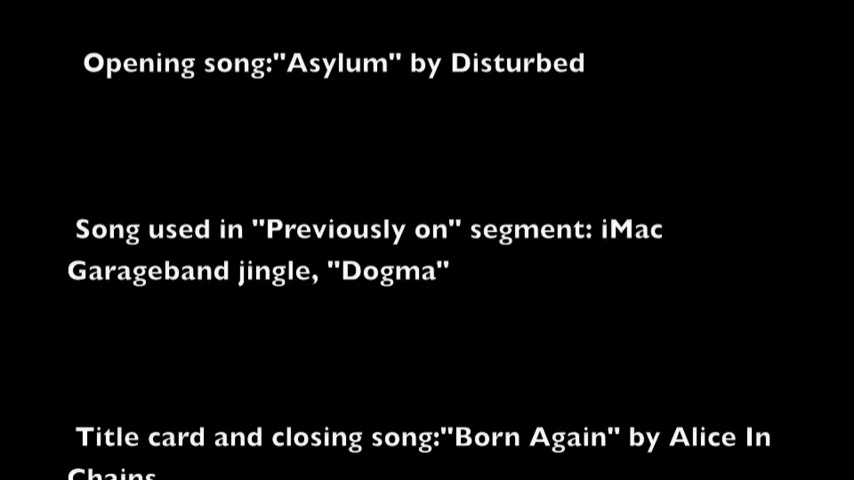 Opening song:"Asylum" by Disturbed
Song used in "Previously on" segment: iMac
Garageband jingle, "Dogma"
Title card and closing song:"Born Again" by Alice In
Chains